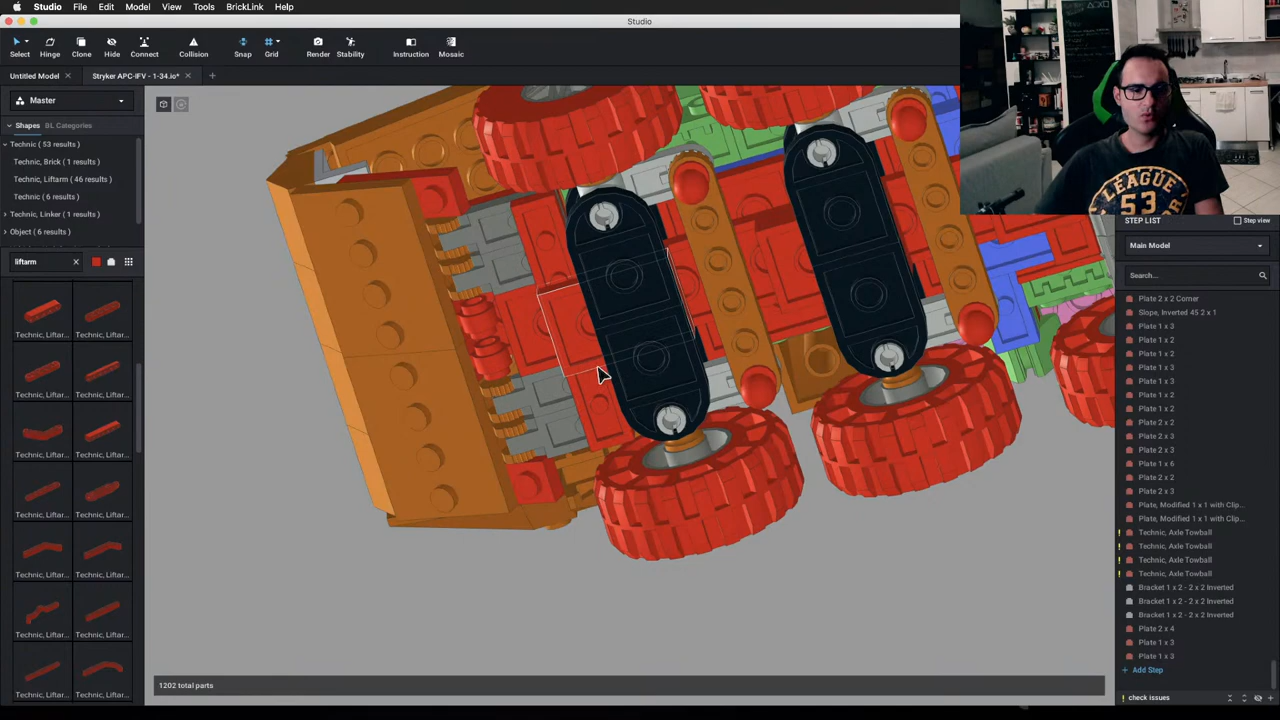 Studio File Edit Model View Tools BrickLink Help
Studio
Select Hinge Clone Hide Connect Collision Snap Grid Render Stability Instruction Mosaic
Untitled Model Stryker APC-IFV - 1-34.io*
Master
Shapes BL Categories
Technic ( 53 results )
Technic, Brick ( 1 results )
Technic, Liftarm ( 46 results )
Technic ( 6 results )
Technic, Linker ( 1 results )
Object ( 6 results )
liftarm
Technic, Liftar... Technic, Liftar...
Technic, Liftar... Technic, Liftar...
Technic, Liftar... Technic, Liftar...
Technic, Liftar... Technic, Liftar...
Technic, Liftar... Technic, Liftar...
Technic, Liftar... Technic, Liftar...
Technic, Liftar... Technic, Liftar...
1202 total parts
LEAGUE
53
STEP LIST Step view
Main Model
Search...
Plate 2 x 2 Corner
Slope, Inverted 45 2 x 1
Plate 1 x 3
Plate 1 x 2
Plate 1 x 2
Plate 1 x 3
Plate 1 x 3
Plate 1 x 2
Plate 1 x 2
Plate 2 x 2
Plate 2 x 3
Plate 2 x 3
Plate 1 x 6
Plate 2 x 2
Plate 2 x 3
Plate, Modified 1 x 1 with Clip...
Plate, Modified 1 x 1 with Clip...
Technic, Axle Towball
Technic, Axle Towball
Technic, Axle Towball
Technic, Axle Towball
Bracket 1 x 2 - 2 x 2 Inverted
Bracket 1 x 2 - 2 x 2 Inverted
Bracket 1 x 2 - 2 x 2 Inverted
Plate 2 x 4
Plate 1 x 3
Plate 1 x 3
+ Add Step
! check issues